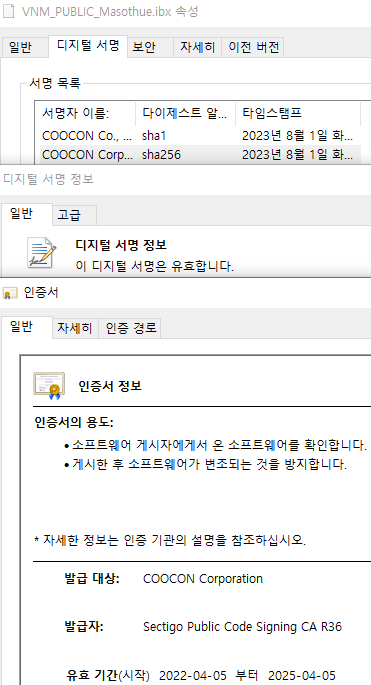 VNM_PUBLIC_Masothue.ibx 속성
일반 디지털 서명 보안 자세히 이전 버전
서명 목록
서명자 이름: 다이제스트 알... 타임스탬프
COOCON Co., ... sha1 2023년 8월 1일 화...
COOCON Corp... sha256 2023년 8월 1일 화...
디지털 서명 정보
일반 고급
디지털 서명 정보
이 디지털 서명은 유효합니다.
인증서
일반 자세히 인증 경로
인증서 정보
인증서의 용도:
• 소프트웨어 게시자에게서 온 소프트웨어를 확인합니다.
• 게시한 후 소프트웨어가 변조되는 것을 방지합니다.
* 자세한 정보는 인증 기관의 설명을 참조하십시오.
발급 대상: COOCON Corporation
발급자: Sectigo Public Code Signing CA R36
유효 기간(시작) 2022-04-05 부터 2025-04-05